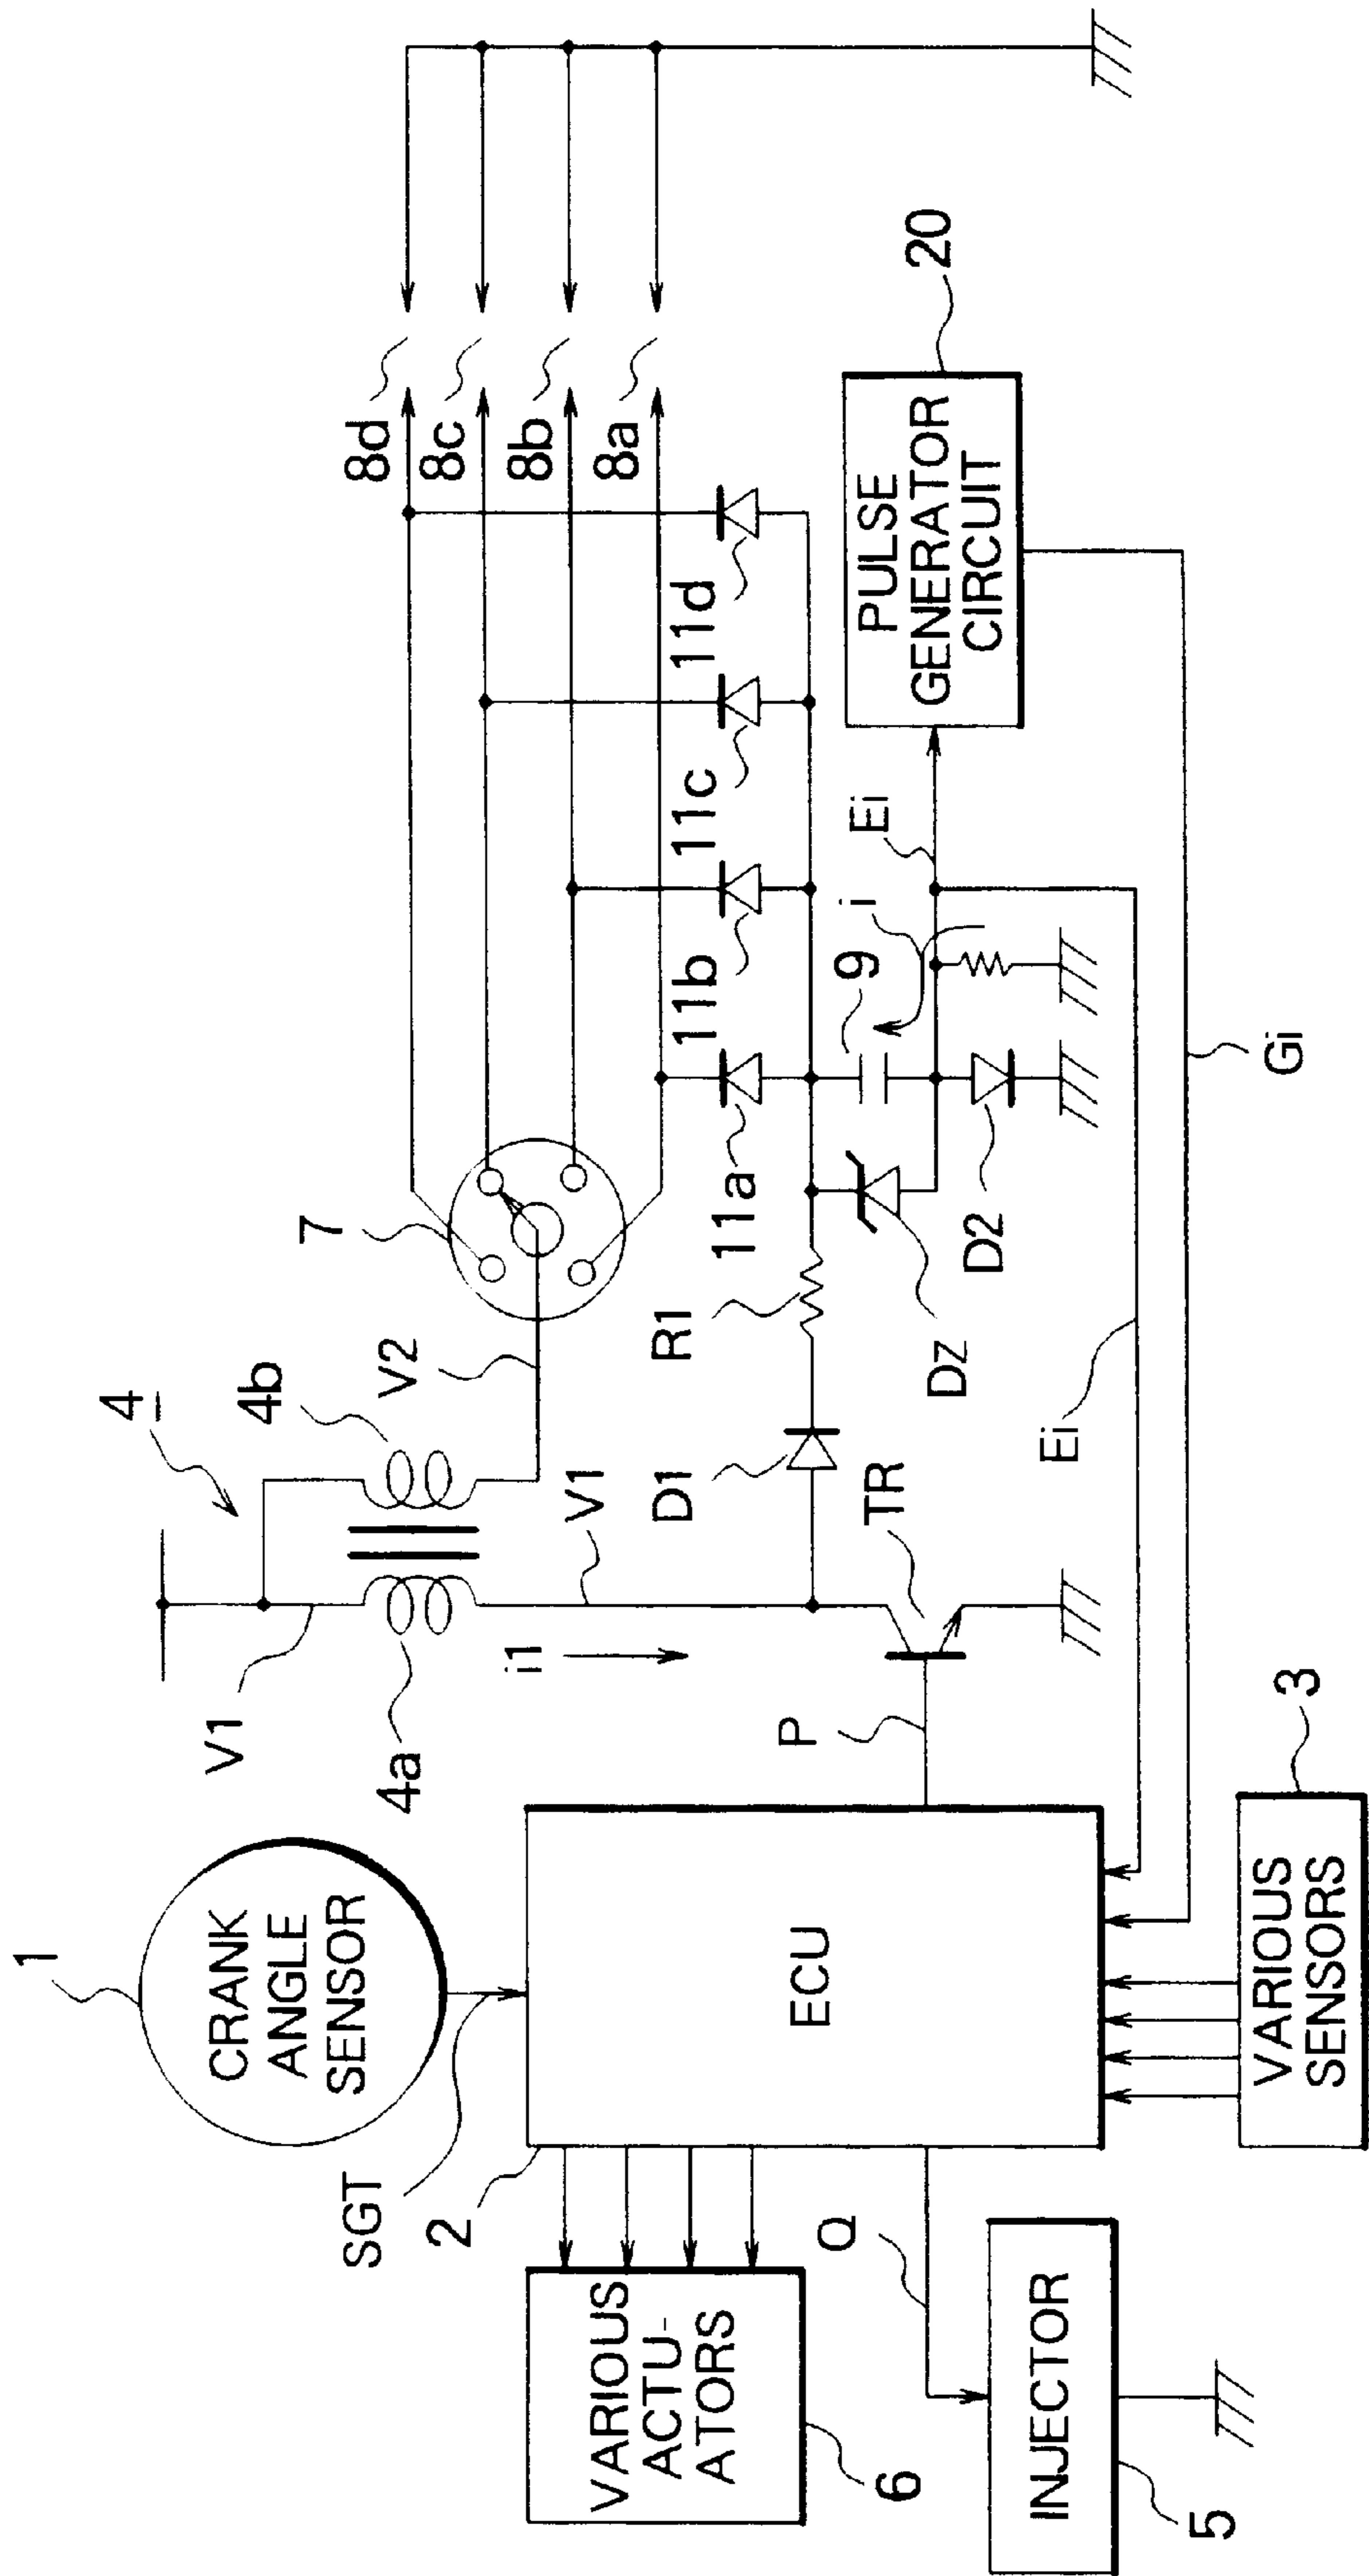 1
CRANK
ANGLE
SENSOR
SGT
2
ECU
VARIOUS
ACTU-
ATORS
6
Q
INJECTOR
5
VARIOUS
SENSORS
3
4
V1
4a
4b
i1
V1
V2
P
TR
D1
R1
7
DZ
D2
9
i
Ei
Ei
Gi
11a
11b
11c
11d
8d
8c
8b
8a
PULSE
GENERATOR
CIRCUIT
20